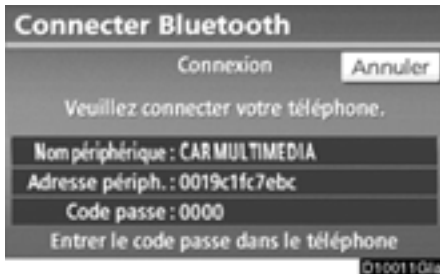 Connecter Bluetooth
Connexion Annuler
Veuillez connecter votre téléphone.
Nom périphérique : CAR MULTIMEDIA
Adresse périph. : 0019c1fc7ebc
Code passe : 0000
Entrer le code passe dans le téléphone